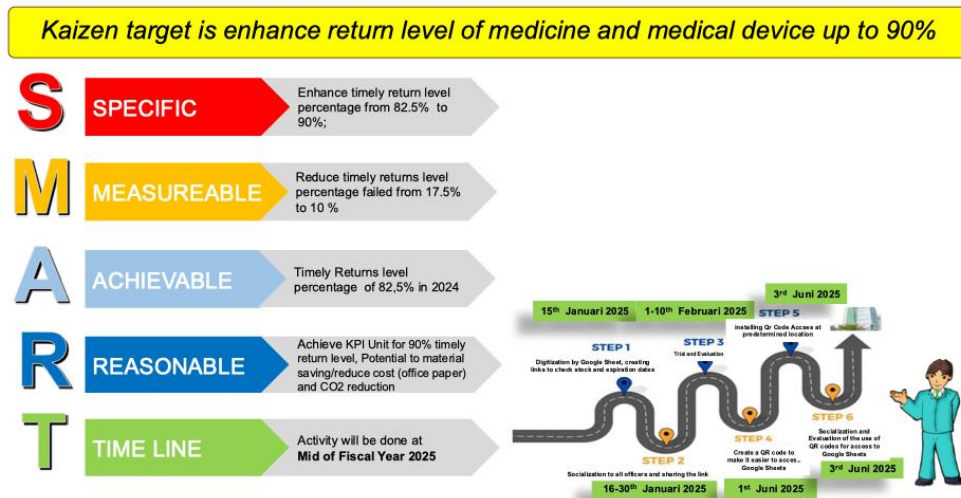 Kaizen target is enhance return level of medicine and medical device up to 90%
S
SPECIFIC
Enhance timely return level
percentage from 82.5% to
90%;
M
MEASUREABLE
Reduce timely returns level
percentage failed from 17.5%
to 10 %
A
ACHIEVABLE
Timely Returns level
percentage of 82,5% in 2024
R
REASONABLE
Achieve KPI Unit for 90% timely
return level, Potential to material
saving/reduce cost (office paper)
and CO2 reduction
T
TIME LINE
Activity will be done at
Mid of Fiscal Year 2025
15th Januari 2025
STEP 1
Digitization by Google Sheet, creating
links to check stock and expiration dates
STEP 2
Socialization to all officers and sharing the link
16-30th Januari 2025
1-10th Februari 2025
STEP 3
Trial and Evaluation
STEP 4
Create a QR code to
make it easier to acces..
Google Sheets
1st Juni 2025
3rd Juni 2025
STEP 5
Installing Qr Code Access at
predetermined location
STEP 6
Socialization and
Evaluation of the use of
QR codes for access to
Google Sheets
3rd Juni 2025